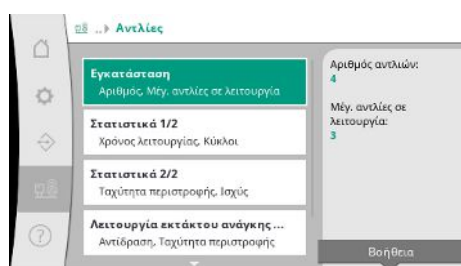 ..▸ Αντλίες
Εγκατάσταση
Αριθμός, Μέγ. αντλίες σε λειτουργία
Στατιστικά 1/2
Χρόνος λειτουργίας, Κύκλοι
Στατιστικά 2/2
Ταχύτητα περιστροφής, Ισχύς
Λειτουργία εκτάκτου ανάγκης ...
Αντίδραση, Ταχύτητα περιστροφής
Αριθμός αντλιών:
4
Μέγ. αντλίες σε
λειτουργία:
3
Βοήθεια
?